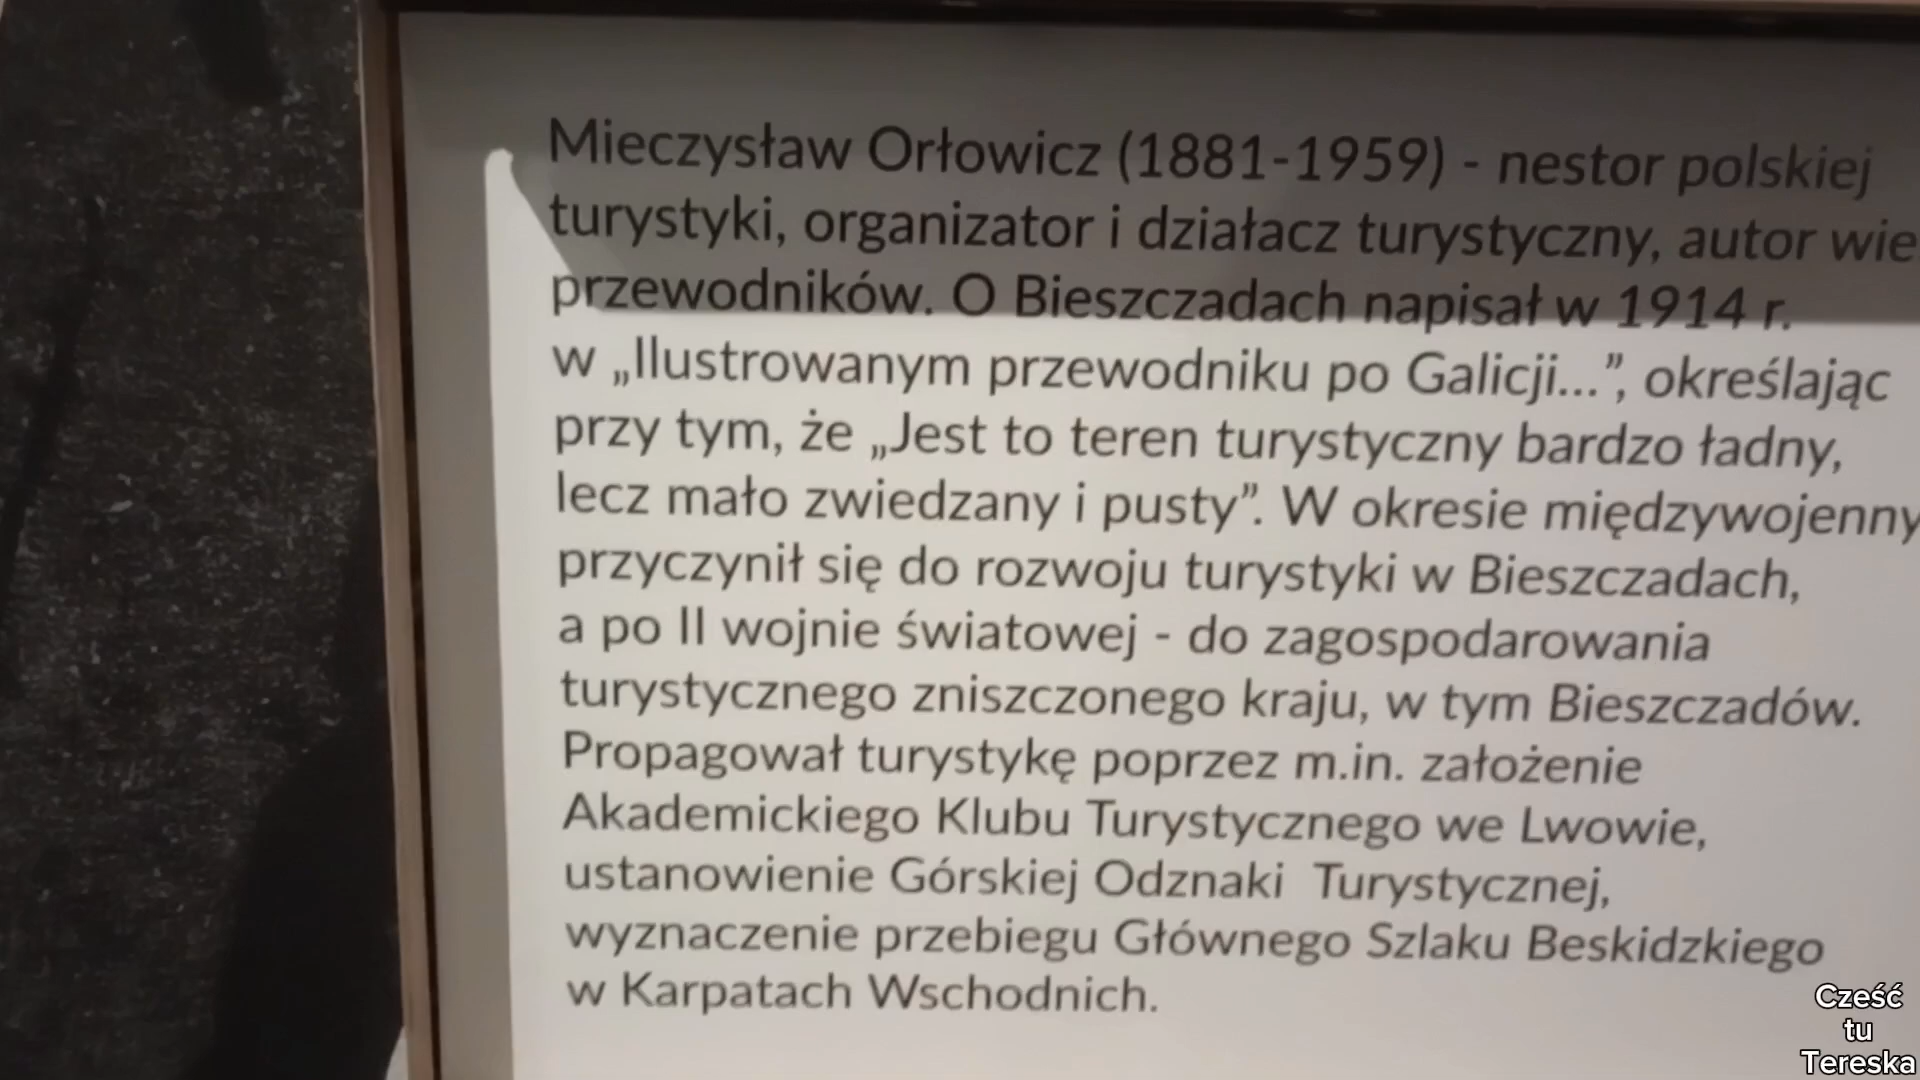 Mieczysław Orłowicz (1881-1959) - nestor polskiej
turystyki, organizator i działacz turystyczny, autor wie
przewodników. O Bieszczadach napisał w 1914 r.
w „Ilustrowanym przewodniku po Galicji...”, określając
przy tym, że „Jest to teren turystyczny bardzo ładny,
lecz mało zwiedzany i pusty”. W okresie międzywojenny
przyczynił się do rozwoju turystyki w Bieszczadach,
a po II wojnie światowej - do zagospodarowania
turystycznego zniszczonego kraju, w tym Bieszczadów.
Propagował turystykę poprzez m.in. założenie
Akademickiego Klubu Turystycznego we Lwowie,
ustanowienie Górskiej Odznaki Turystycznej,
wyznaczenie przebiegu Głównego Szlaku Beskidzkiego
w Karpatach Wschodnich.
Cześć
tu
Tereska